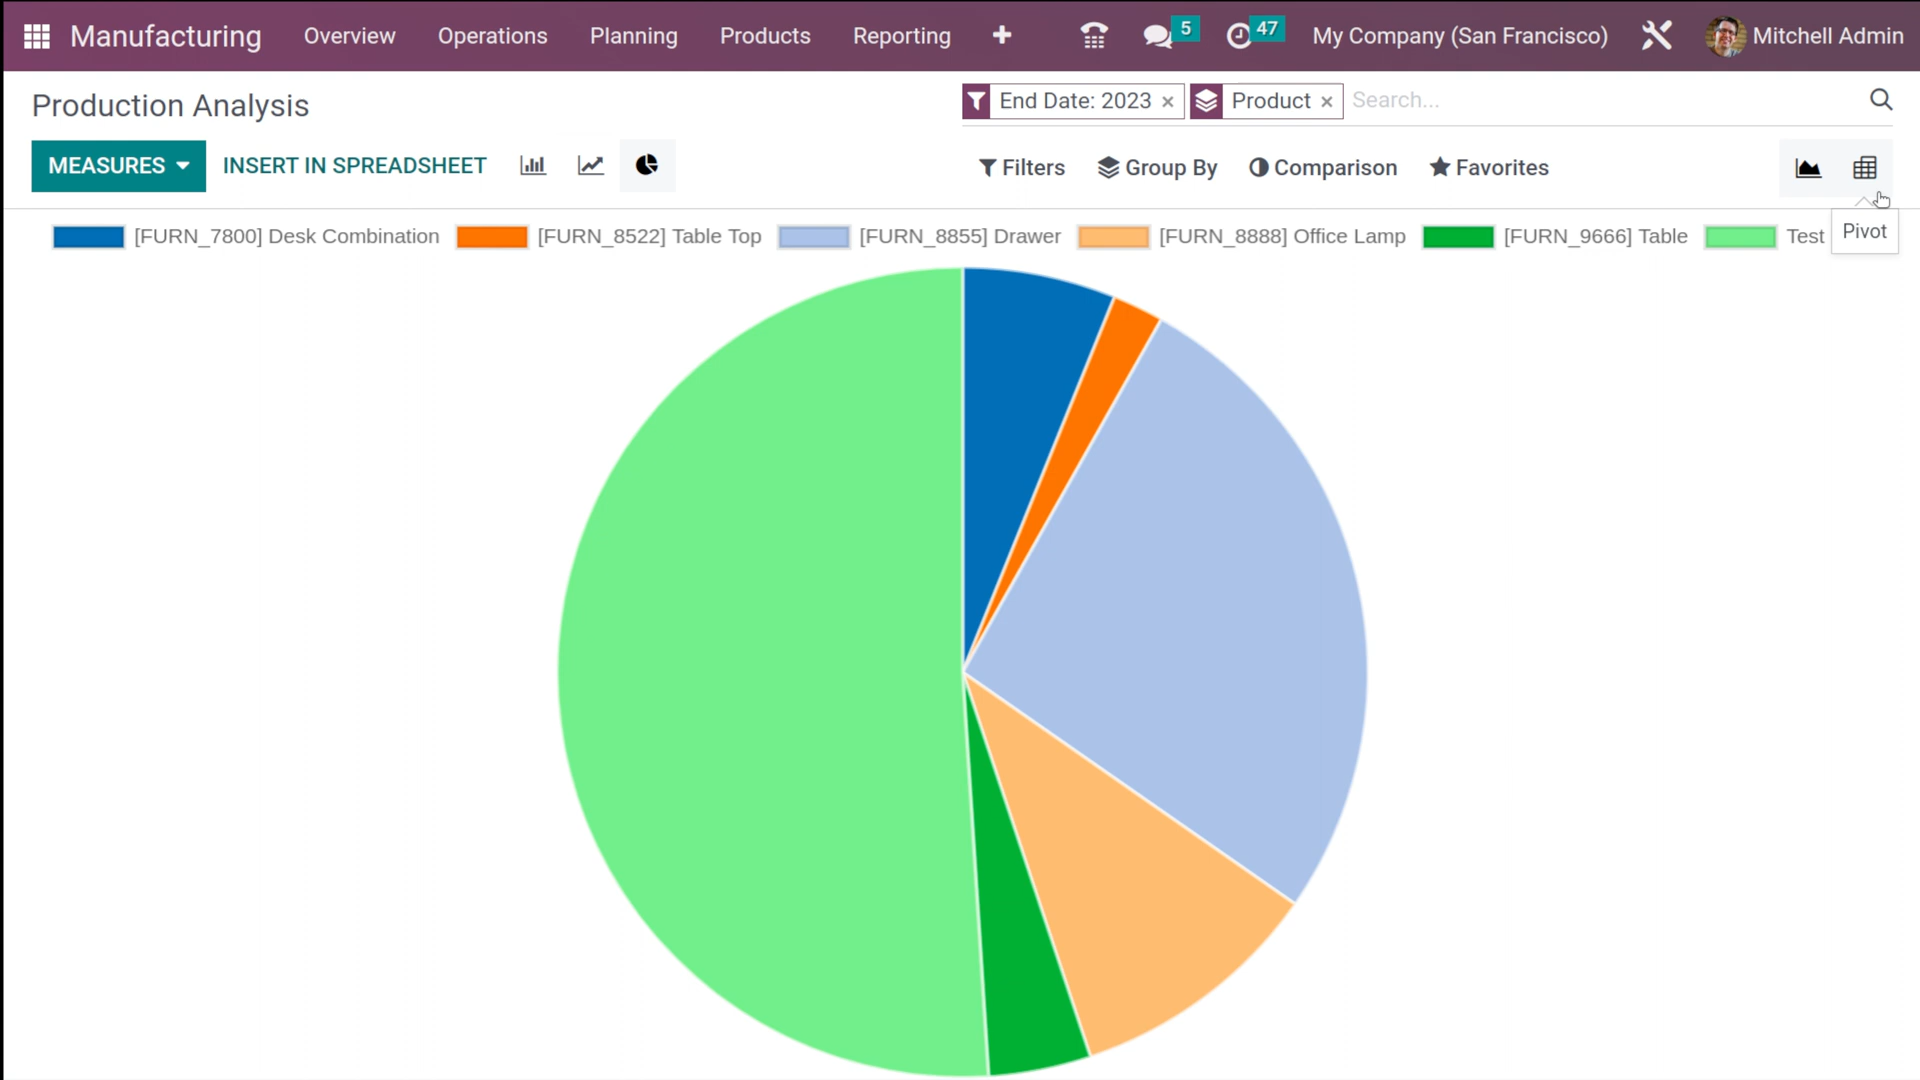 Manufacturing Overview Operations Planning Products Reporting 5 47 My Company (San Francisco) Mitchell Admin
Production Analysis End Date: 2023 × Product × Search...
MEASURES INSERT IN SPREADSHEET Filters Group By Comparison Favorites
[FURN_7800] Desk Combination [FURN_8522] Table Top [FURN_8855] Drawer [FURN_8888] Office Lamp [FURN_9666] Table Test Pivot